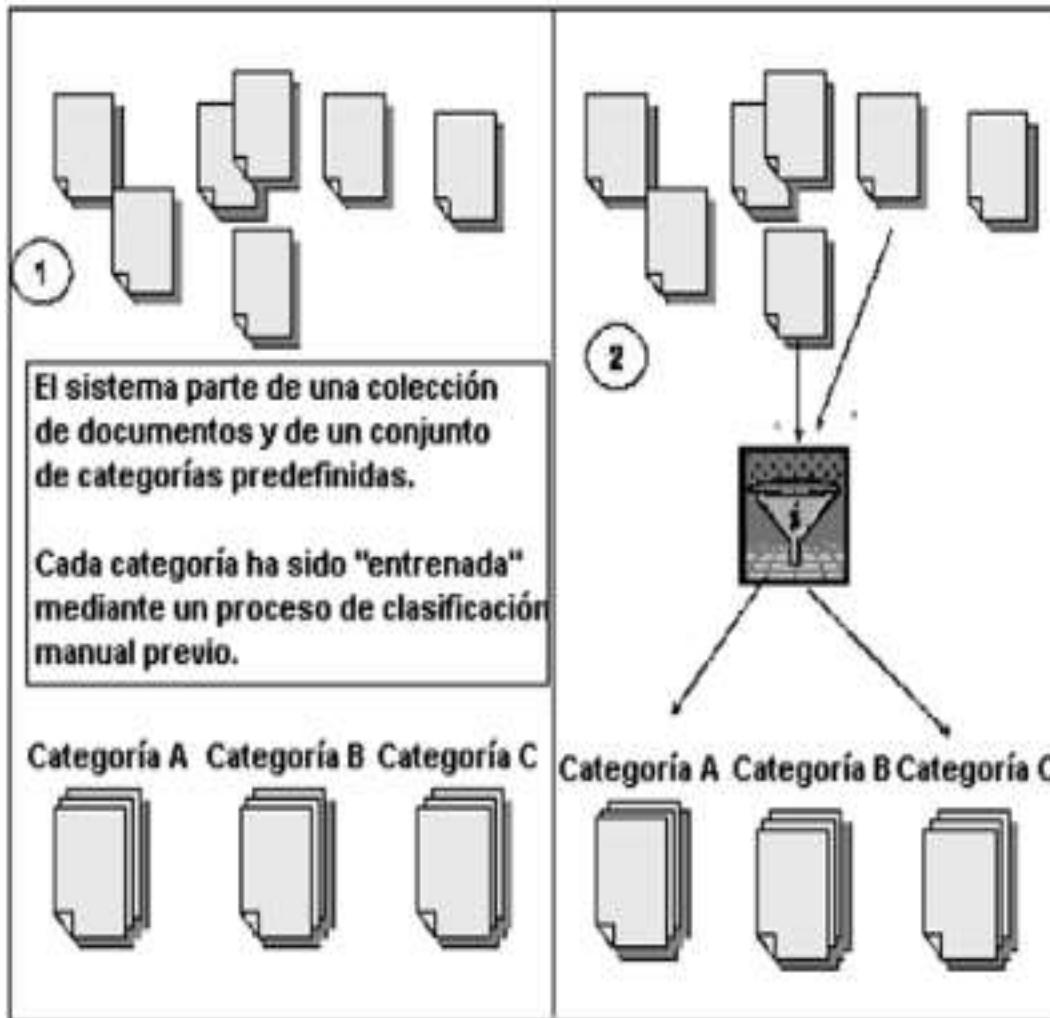 1
El sistema parte de una colección
de documentos y de un conjunto
de categorías predefinidas.
Cada categoría ha sido "entrenada"
mediante un proceso de clasificación
manual previo.
Categoría A Categoría B Categoría C
2
Categoría A Categoría B Categoría C